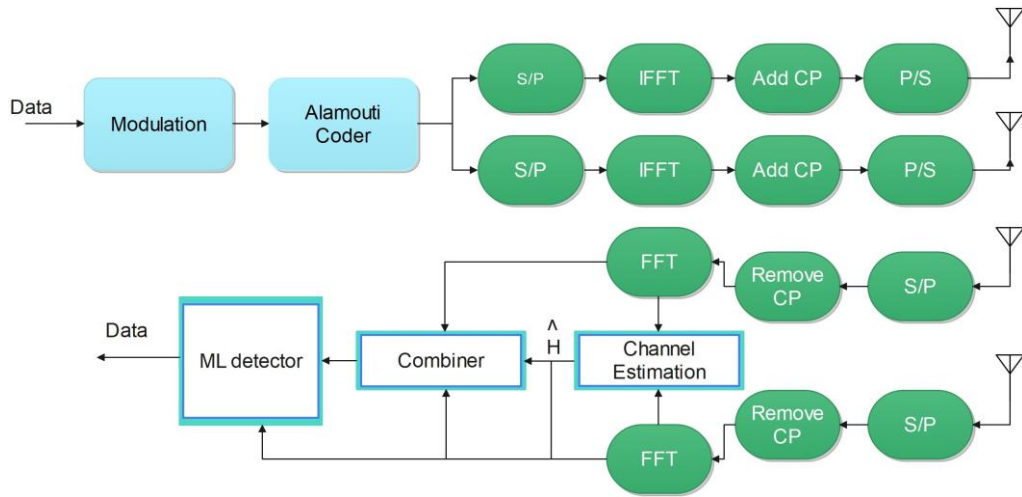 Data
Modulation
Alamouti
Coder
S/P
IFFT
Add CP
P/S
S/P
IFFT
Add CP
P/S
FFT
Remove
CP
S/P
Data
ML detector
Combiner
^
H
Channel
Estimation
FFT
Remove
CP
S/P